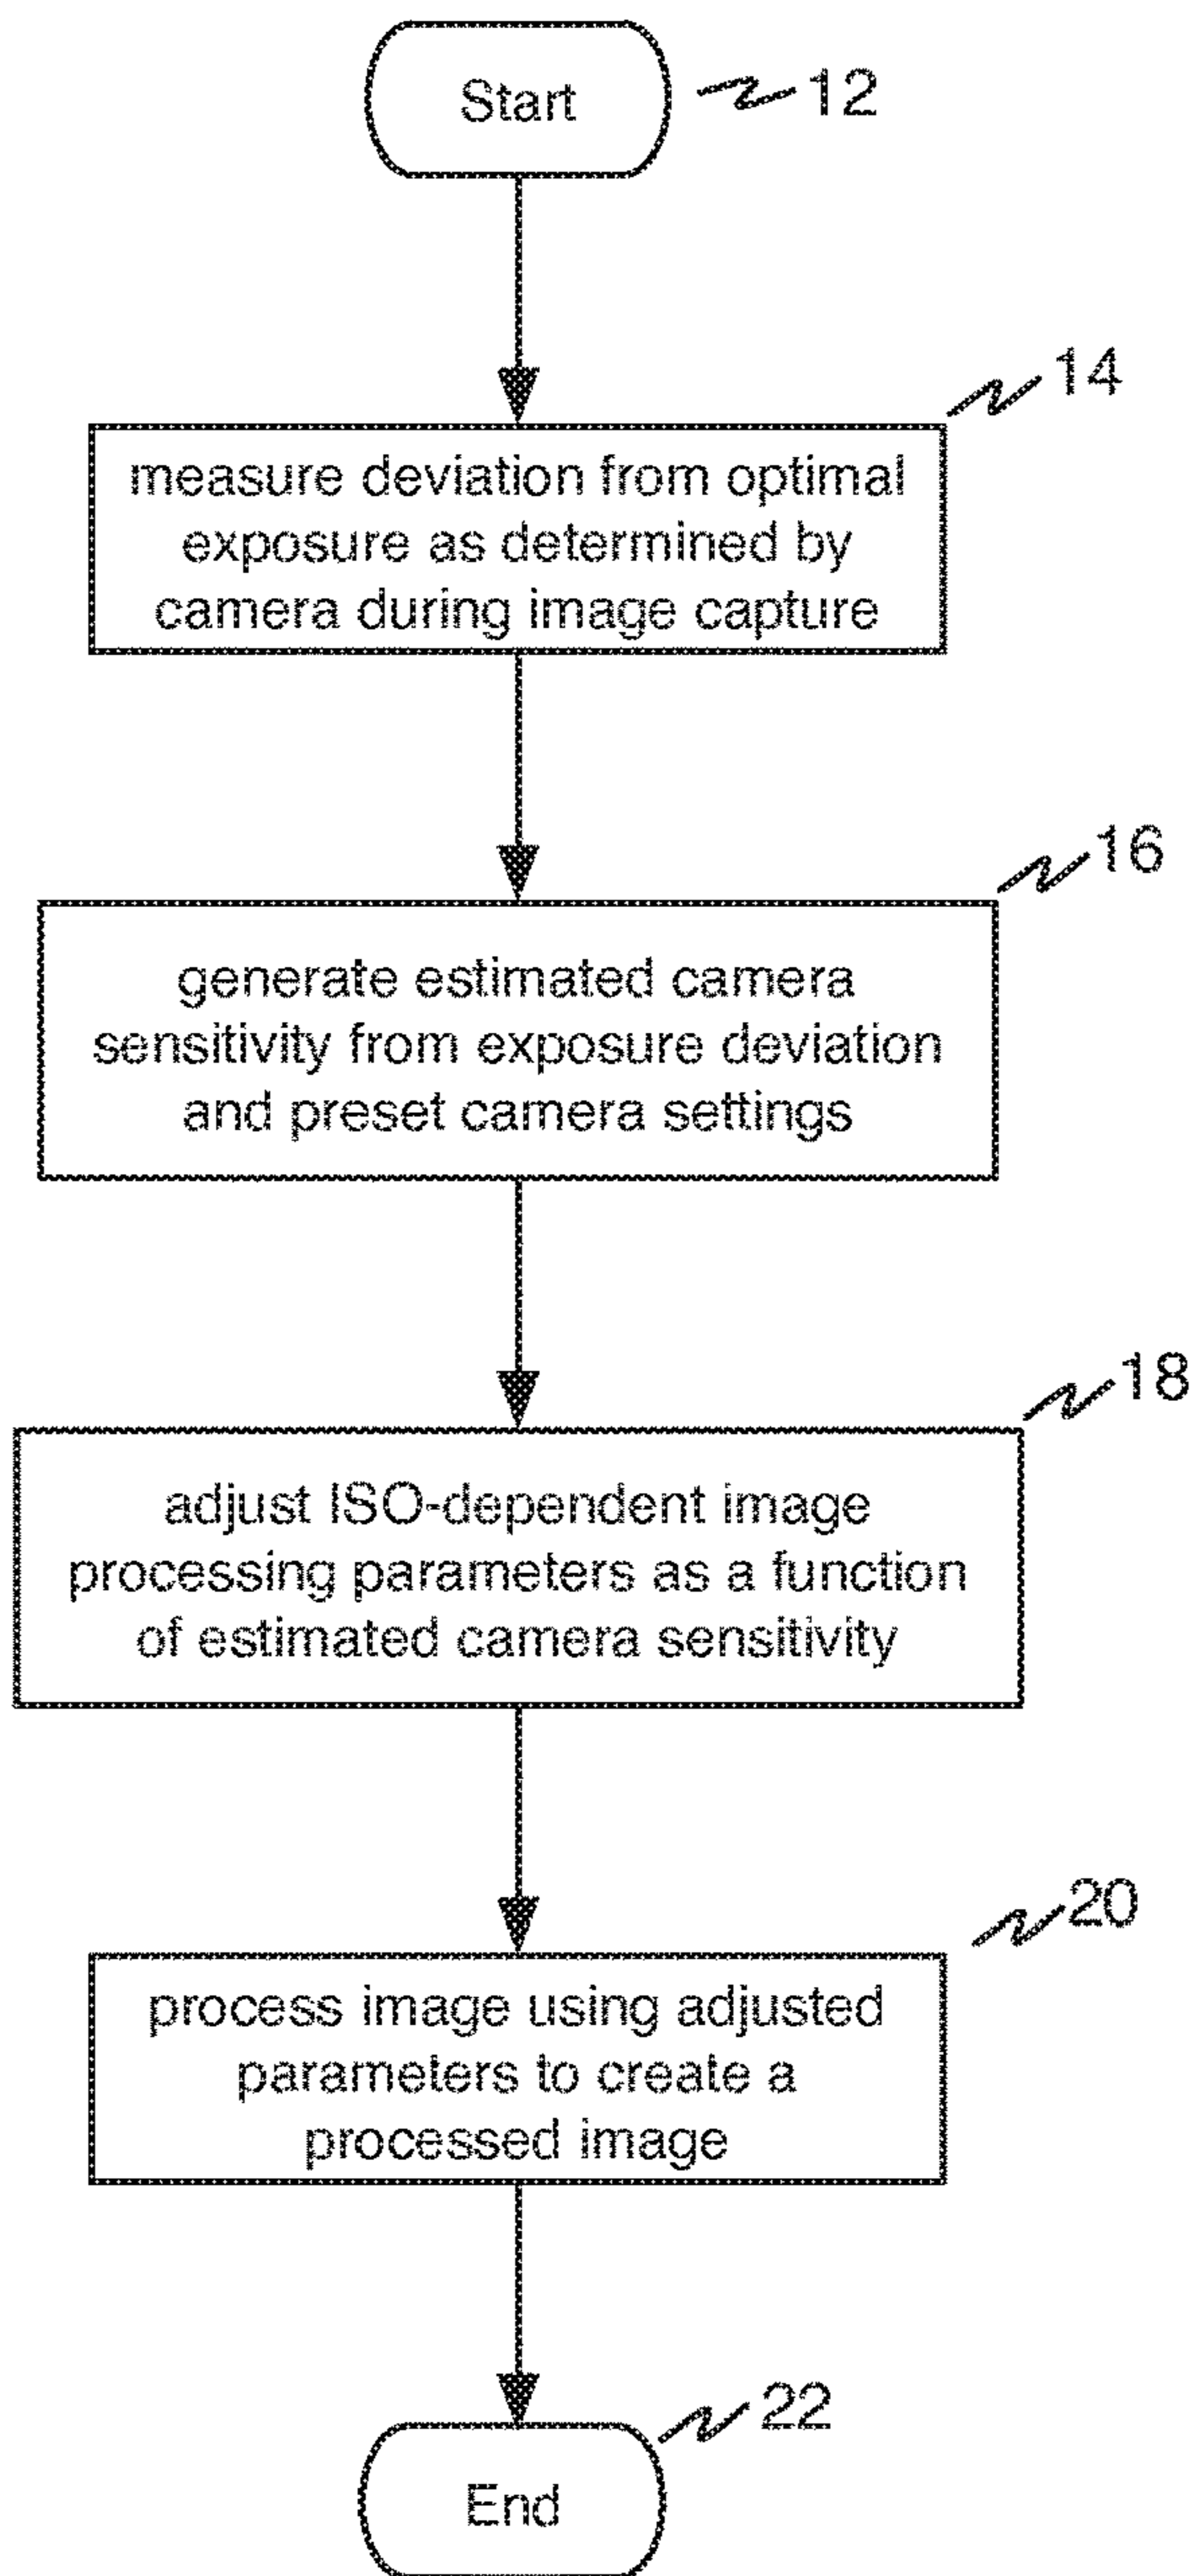 Start
12
14
measure deviation from optimal
exposure as determined by
camera during image capture
16
generate estimated camera
sensitivity from exposure deviation
and preset camera settings
18
adjust ISO-dependent image
processing parameters as a function
of estimated camera sensitivity
20
process image using adjusted
parameters to create a
processed image
22
End